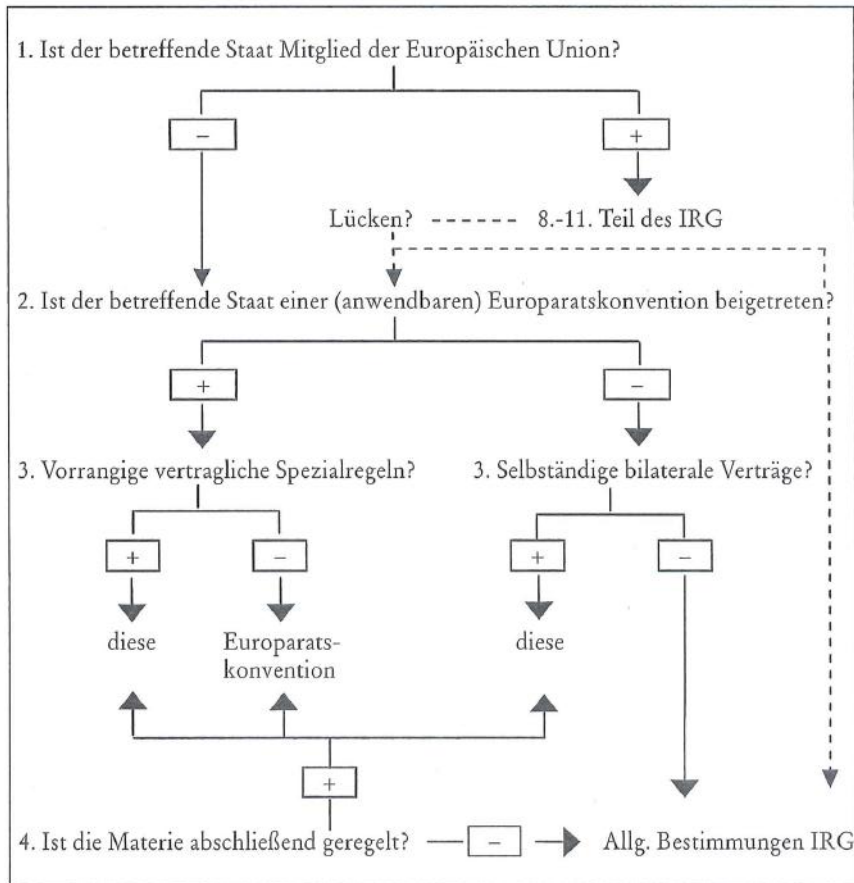 1. Ist der betreffende Staat Mitglied der Europäischen Union?
–
+
Lücken?
8.-11. Teil des IRG
2. Ist der betreffende Staat einer (anwendbaren) Europaratskonvention beigetreten?
+
–
3. Vorrangige vertragliche Spezialregeln?
3. Selbständige bilaterale Verträge?
+
–
+
–
diese
Europarats-
konvention
diese
+
4. Ist die Materie abschließend geregelt?
–
Allg. Bestimmungen IRG